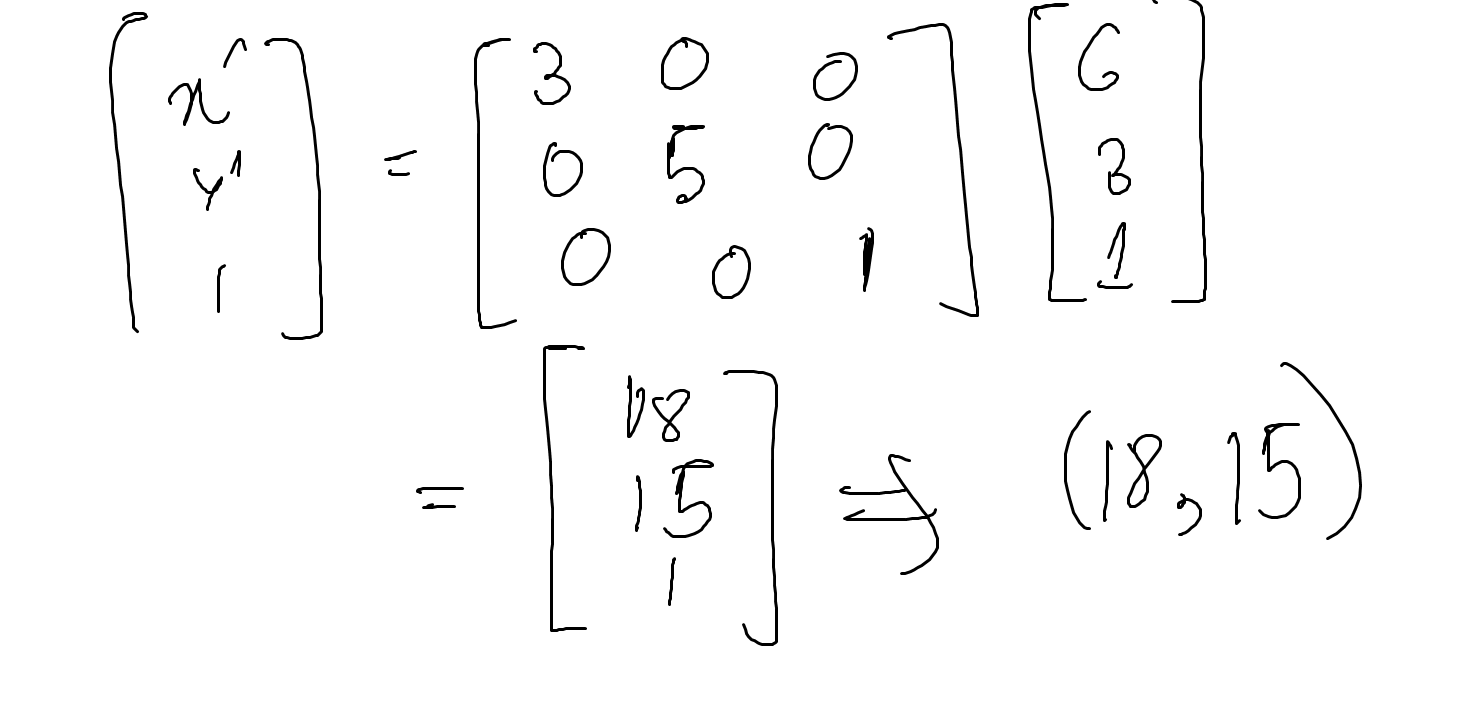 [x' y' 1] = [3 0 0; 0 5 0; 0 0 1] [6 3 1]
= [18 15 1] ⇒ (18, 15)